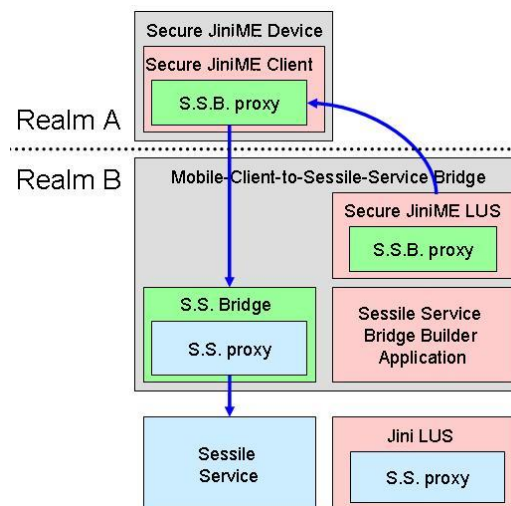 Secure JiniME Device
Secure JiniME Client
S.S.B. proxy
Realm A
Realm B
Mobile-Client-to-Sessile-Service Bridge
Secure JiniME LUS
S.S.B. proxy
S.S. Bridge
S.S. proxy
Sessile Service
Bridge Builder
Application
Sessile
Service
Jini LUS
S.S. proxy